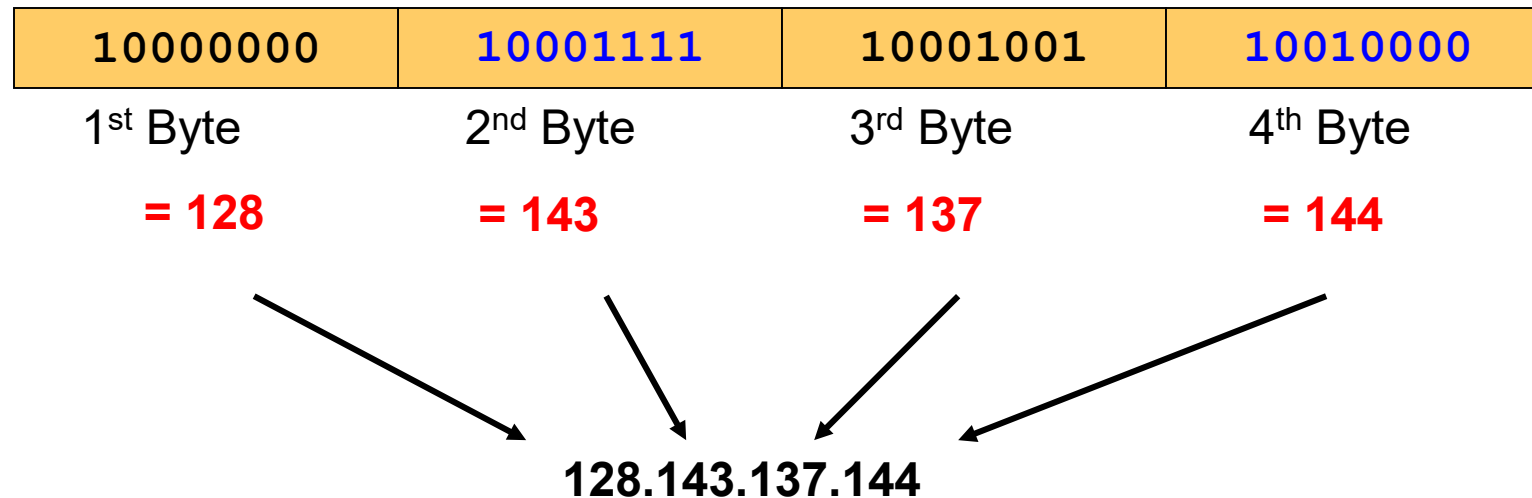 10000000 10001111 10001001 10010000
1st Byte 2nd Byte 3rd Byte 4th Byte
= 128 = 143 = 137 = 144
128.143.137.144